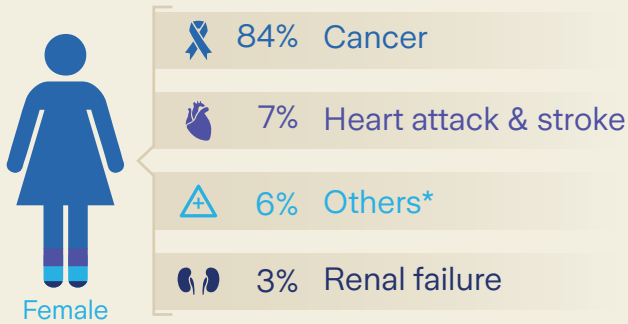 84% Cancer
7% Heart attack & stroke
6% Others*
3% Renal failure
Female